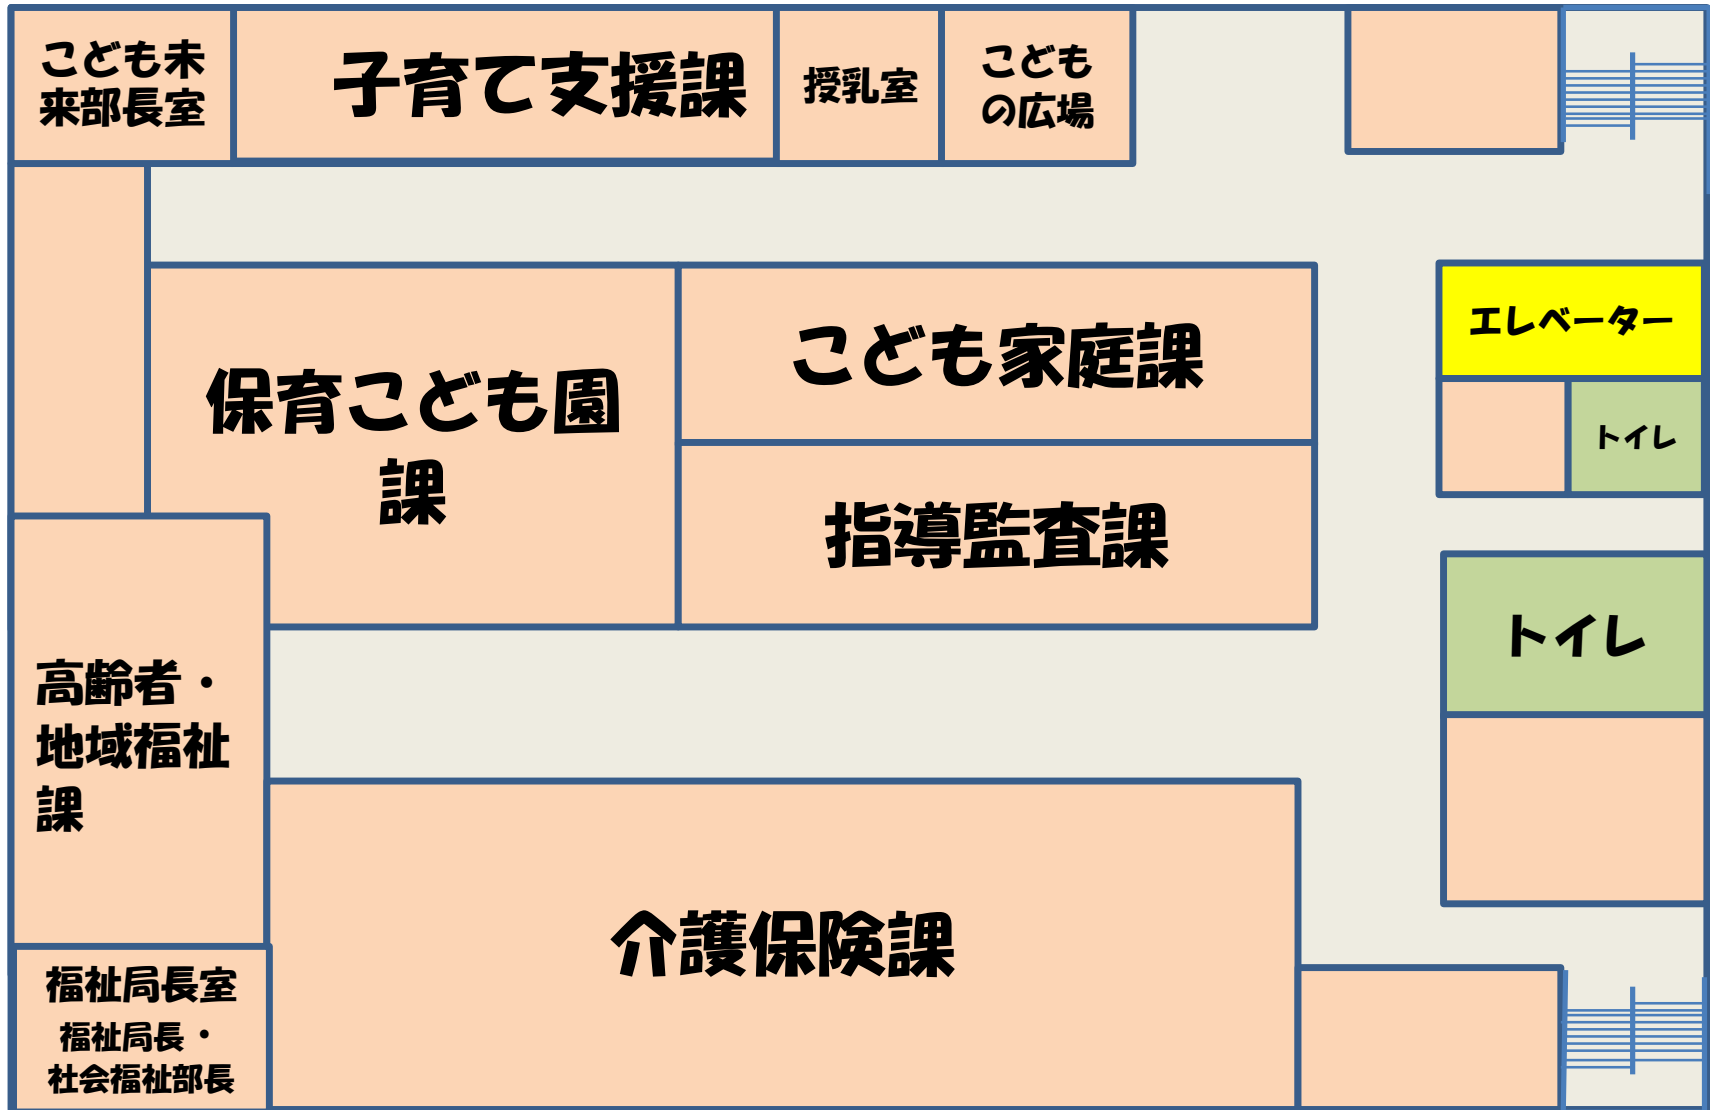 こども未
来部長室
子育て支援課
授乳室
こども
の広場
エレベーター
こども家庭課
保育こども園
課
トイレ
指導監査課
トイレ
高齢者・
地域福祉
課
介護保険課
福祉局長室
福祉局長・
社会福祉部長